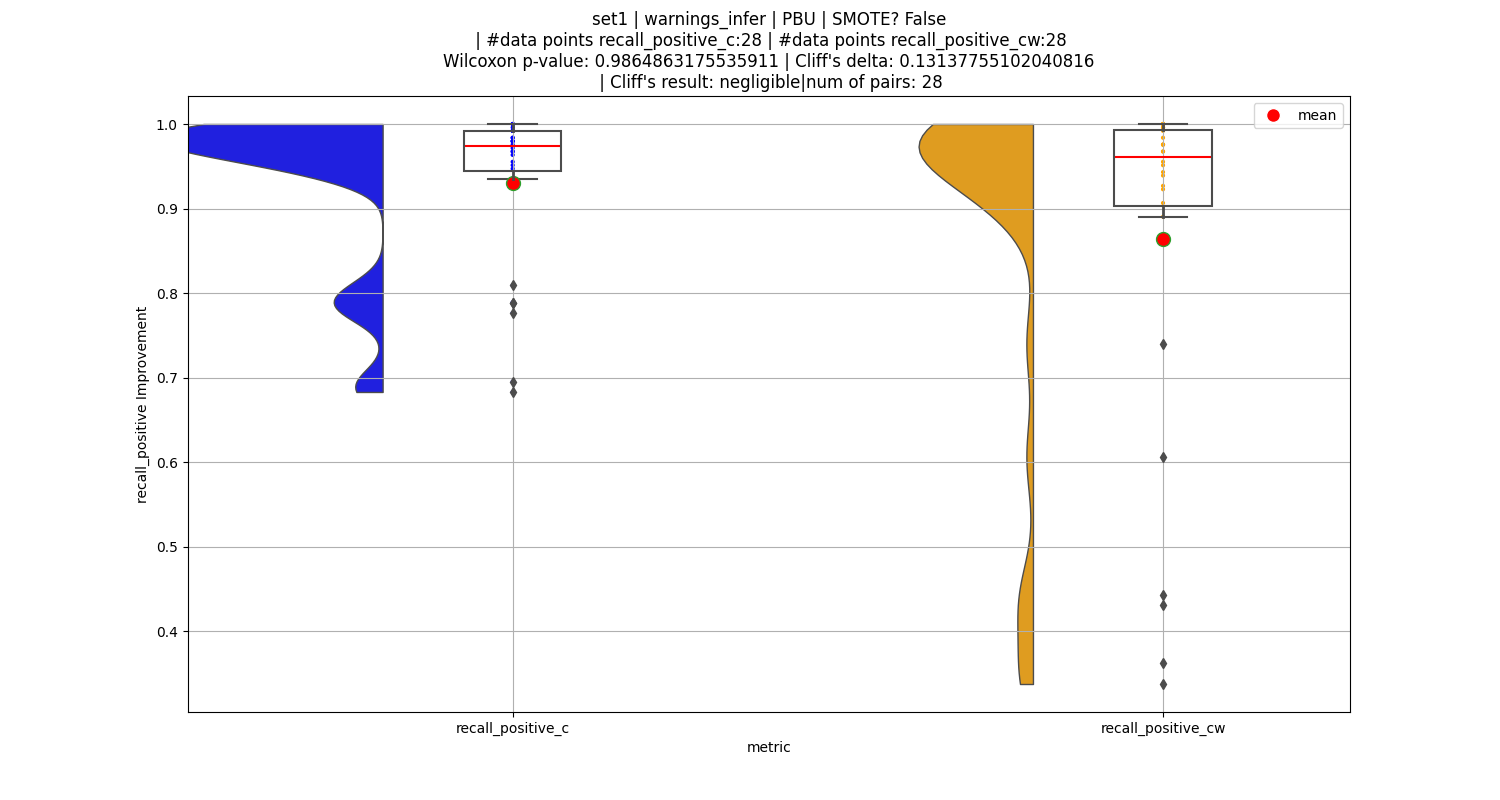 set1 | warnings_infer | PBU | SMOTE? False
| #data points recall_positive_c:28 | #data points recall_positive_cw:28
Wilcoxon p-value: 0.9864863175535911 | Cliff's delta: 0.13137755102040816
| Cliff's result: negligible|num of pairs: 28
mean
1.0
0.9
0.8
0.7
0.6
0.5
0.4
recall_positive Improvement
recall_positive_c
recall_positive_cw
metric